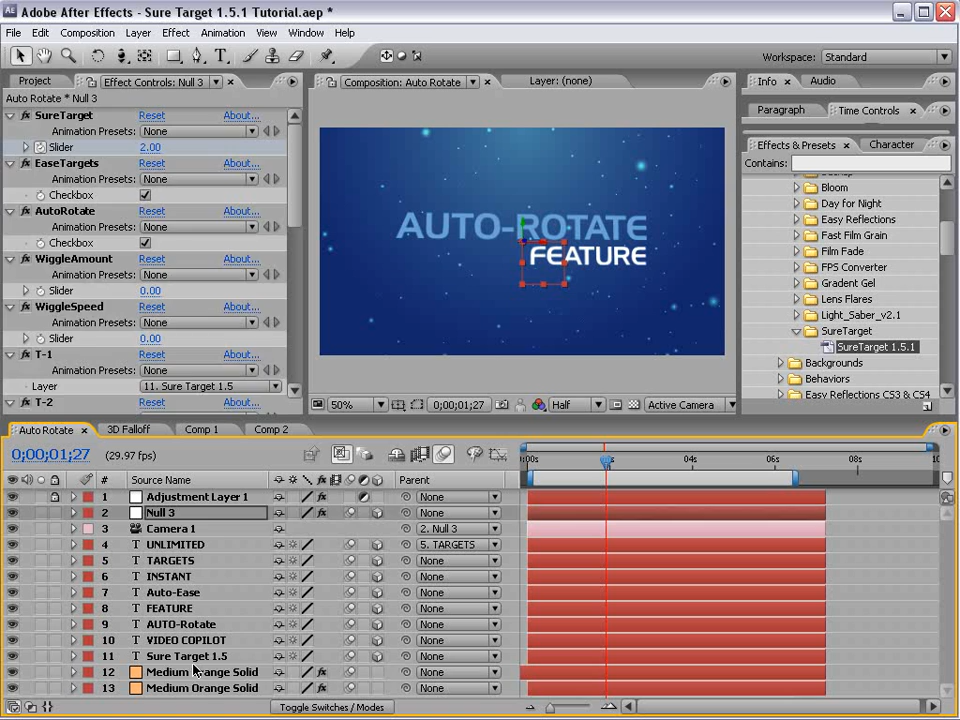 Adobe After Effects - Sure Target 1.5.1 Tutorial.aep *
File Edit Composition Layer Effect Animation View Window Help
Workspace: Standard
Project Effect Controls: Null 3
Auto Rotate * Null 3
SureTarget Reset About...
Animation Presets: None
Slider 2.00
EaseTargets Reset About...
Animation Presets: None
Checkbox
AutoRotate Reset About...
Animation Presets: None
Checkbox
WiggleAmount Reset About...
Animation Presets: None
Slider 0.00
WiggleSpeed Reset About...
Animation Presets: None
Slider 0.00
T-1 Reset About...
Layer 11. Sure Target 1.5
T-2 Reset About...
Composition: Auto Rotate Layer: (none)
AUTO-ROTATE
FEATURE
50% 0;00;01;27 Half Active Camera
Info Audio
Paragraph Time Controls
Effects & Presets Character
Contains:
Bloom
Day for Night
Easy Reflections
Fast Film Grain
Film Fade
FPS Converter
Gradent Gel
Lens Flares
Light_Saber_v2.1
SureTarget
SureTarget 1.5.1
Backgrounds
Behaviors
Easy Reflections CS3 & CS4
Auto Rotate 3D Falloff Comp 1 Comp 2
0;00;01;27 (29.97 fps)
# Source Name Parent
1 Adjustment Layer 1 None
2 Null 3 None
3 Camera 1 2. Null 3
4 T UNLIMITED 5. TARGETS
5 T TARGETS None
6 T INSTANT None
7 T Auto-Ease None
8 T FEATURE None
9 T AUTO-Rotate None
10 T VIDEO COPILOT None
11 T Sure Target 1.5 None
12 Medium Orange Solid None
13 Medium Orange Solid None
:00s 04s 06s 08s 10
Toggle Switches / Modes